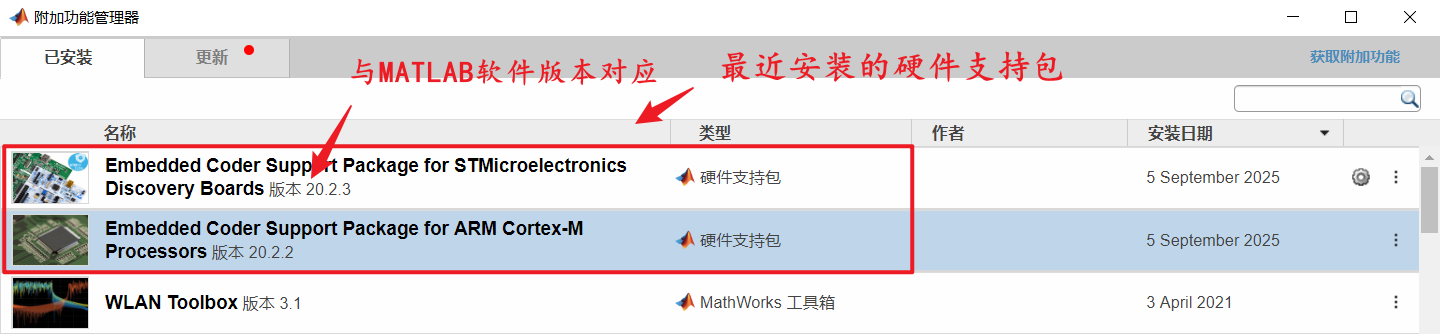 附加功能管理器
已安装
更新
获取附加功能
与MATLAB软件版本对应
最近安装的硬件支持包
名称
类型
作者
安装日期
Embedded Coder Support Package for STMicroelectronics
Discovery Boards 版本 20.2.3
硬件支持包
5 September 2025
Embedded Coder Support Package for ARM Cortex-M
Processors 版本 20.2.2
硬件支持包
5 September 2025
WLAN Toolbox 版本 3.1
MathWorks 工具箱
3 April 2021